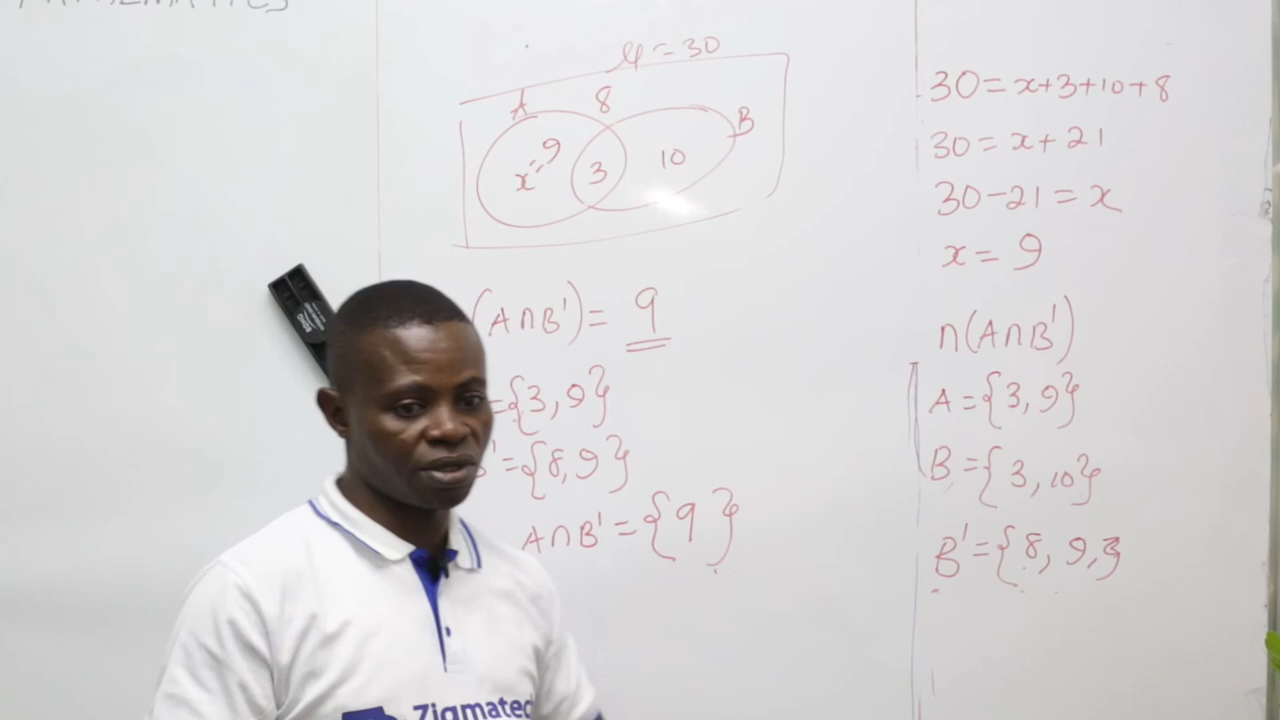 MATHEMATICS
𝓤 = 30
A 8 B
x = 9 3 10
(A∩B') = 9
={3, 9}
'={8, 9}
A∩B' = {9}
30 = x+3+10+8
30 = x+21
30-21 = x
x = 9
n(A∩B')
A = {3, 9}
B = {3, 10}
B' = {8, 9,}
Zigmatec